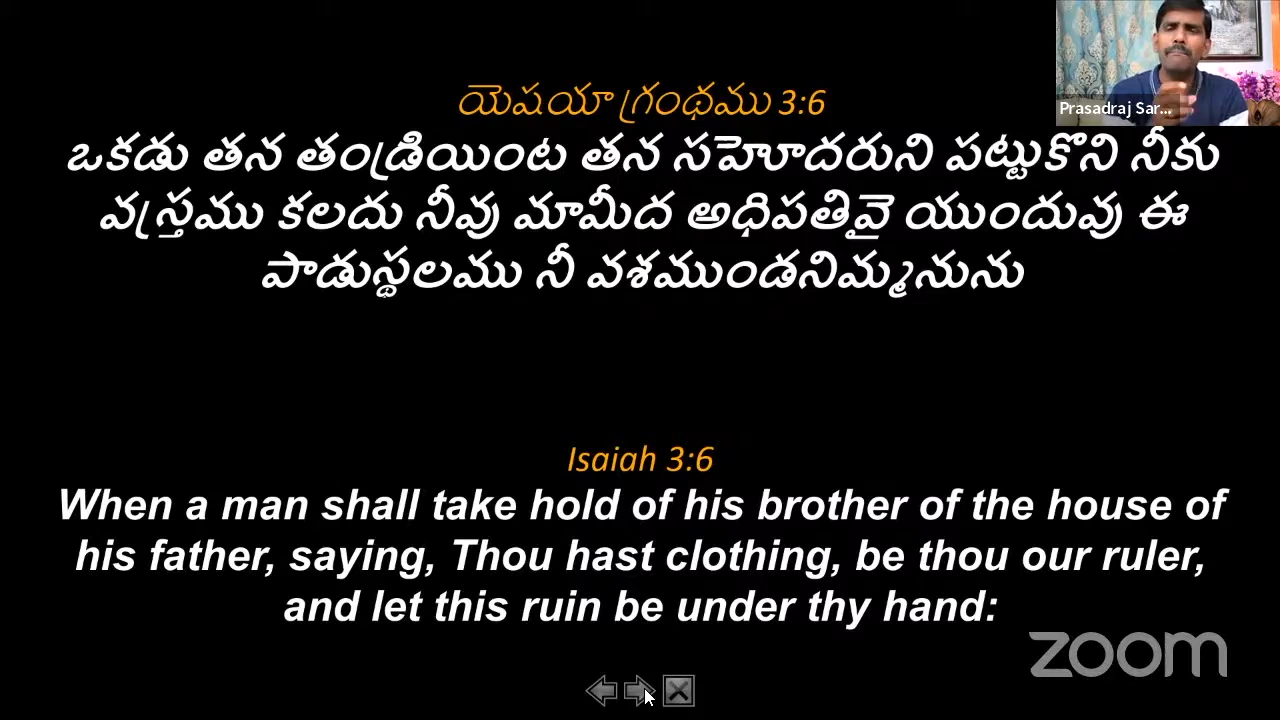 యెషయా గ్రంథము 3:6
ఒకడు తన తండ్రియింట తన సహోదరుని పట్టుకొని నీకు
వస్త్రము కలదు నీవు మామీద అధిపతివై యుందువు ఈ
పాడుస్థలము నీ వశముండనిమ్మనును
Prasadraj Sar...
Isaiah 3:6
When a man shall take hold of his brother of the house of
his father, saying, Thou hast clothing, be thou our ruler,
and let this ruin be under thy hand:
zoom